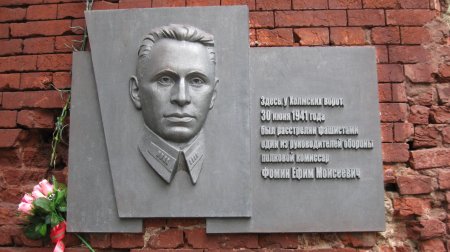 Здесь, у Холмских ворот,
30 июня 1941 года
был расстрелян фашистами
один из руководителей обороны
полковой комиссар
Фомин Ефим Моисеевич